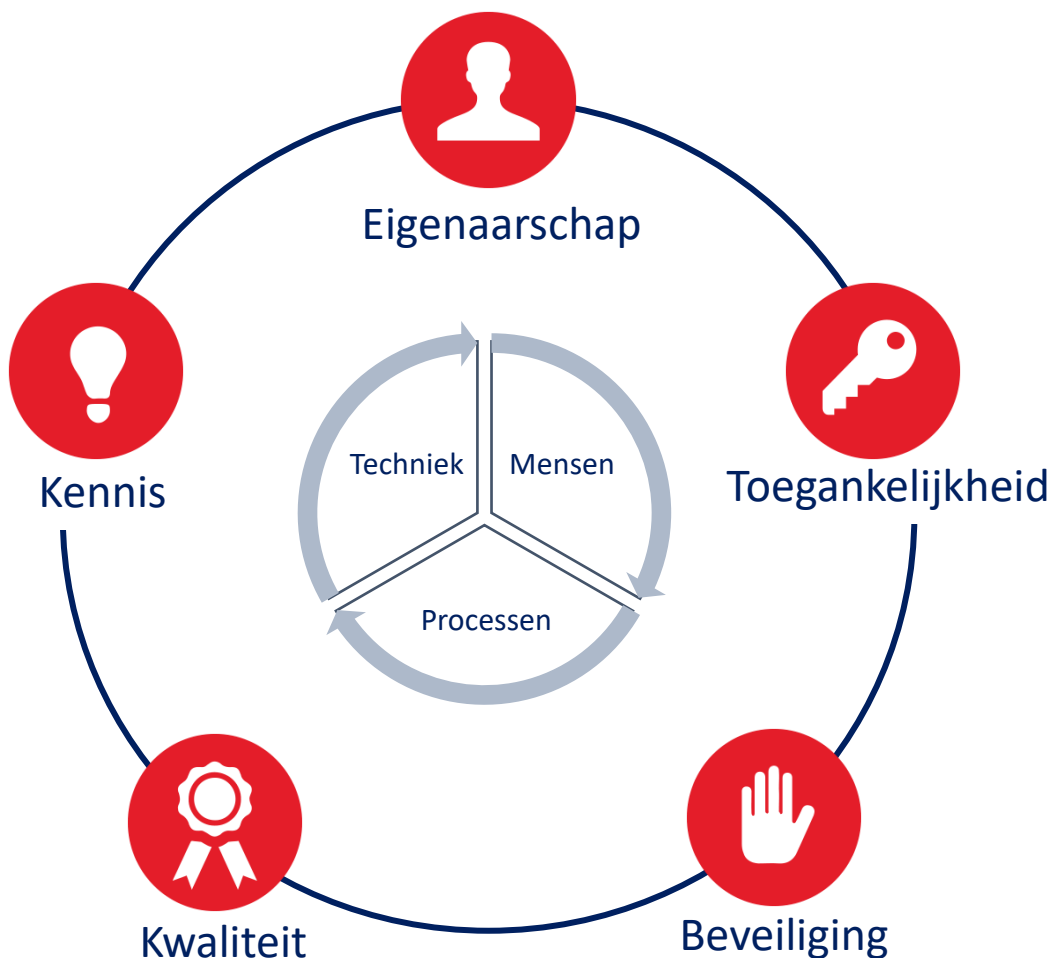 Eigenaarschap
Kennis
Toegankelijkheid
Techniek
Mensen
Processen
Kwaliteit
Beveiliging